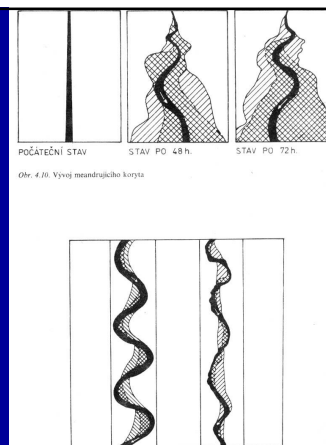 POČÁTEČNÍ STAV
STAV PO 48 h.
STAV PO 72 h.
Obr. 4.10. Vývoj meandrujícího koryta